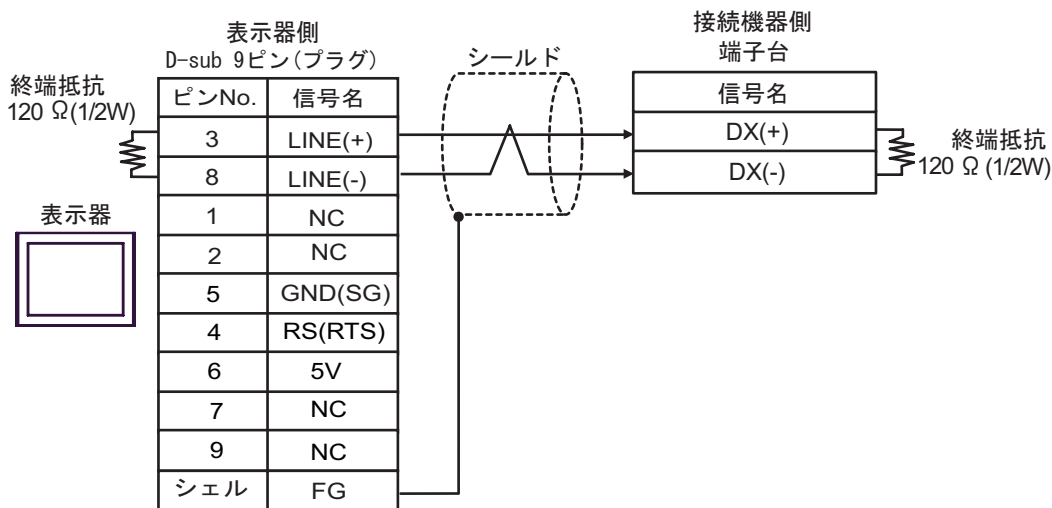 表示器側
D-sub 9ピン(プラグ)
シールド
接続機器側
端子台
終端抵抗
120 Ω(1/2W)
ピンNo. 信号名
信号名
3 LINE(+)
DX(+)
8 LINE(-)
DX(-)
終端抵抗
120 Ω (1/2W)
表示器
1 NC
2 NC
5 GND(SG)
4 RS(RTS)
6 5V
7 NC
9 NC
シェル FG